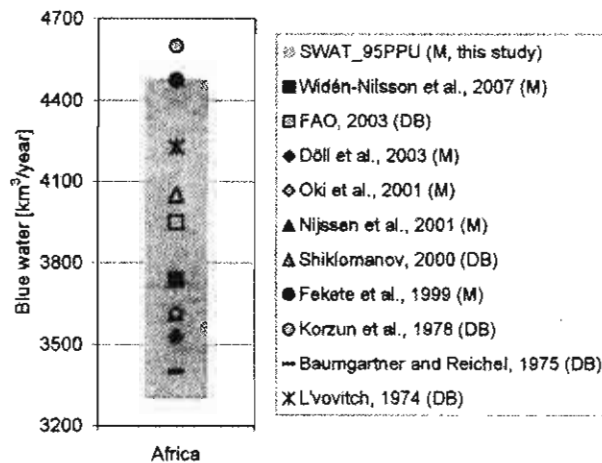 4700
4400
4100
3800
3500
3200
Blue water [km³/year]
Africa
SWAT_95PPU (M, this study)
Widén-Nilsson et al., 2007 (M)
FAO, 2003 (DB)
Döll et al., 2003 (M)
Oki et al., 2001 (M)
Nijssen et al., 2001 (M)
Shiklomanov, 2000 (DB)
Fekete et al., 1999 (M)
Korzun et al., 1978 (DB)
Baumgartner and Reichel, 1975 (DB)
L'vovitch, 1974 (DB)